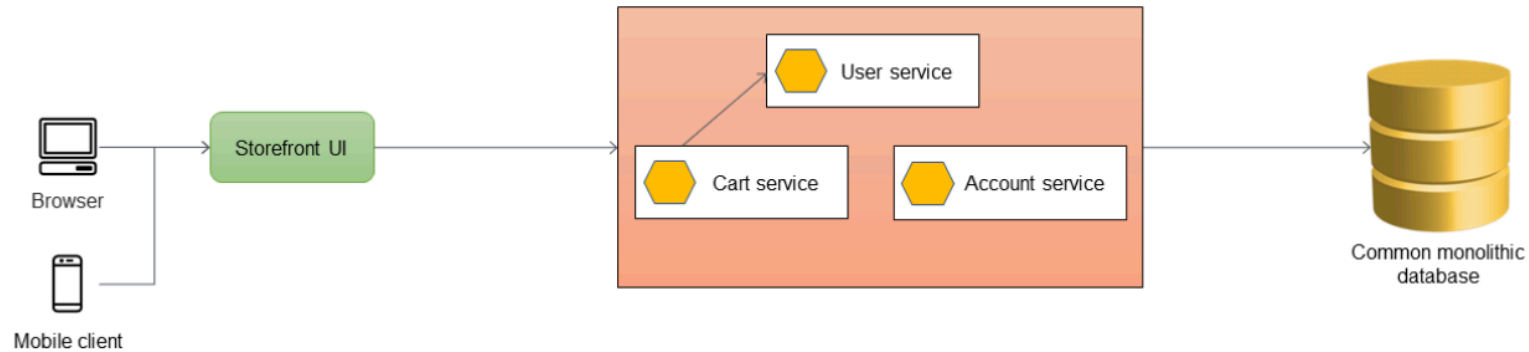 User service
Storefront UI
Cart service
Account service
Browser
Common monolithic
database
Mobile client